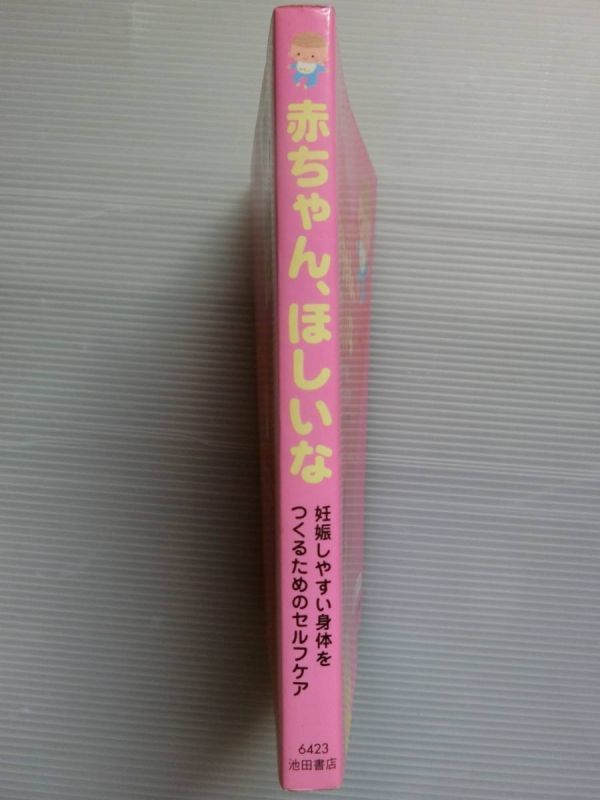 赤ちゃん、ほしいな
妊娠しやすい身体を
つくるためのセルフケア
6423
池田書店